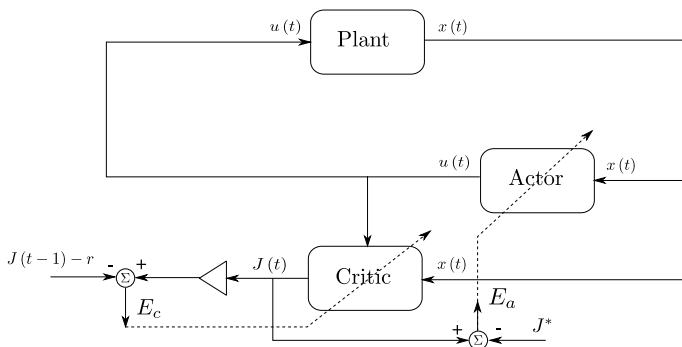 u(t)
Plant
x(t)
u(t)
Actor
x(t)
J(t−1)−r
-
Σ
+
J(t)
Critic
x(t)
E_c
E_a
+
Σ
-
J*